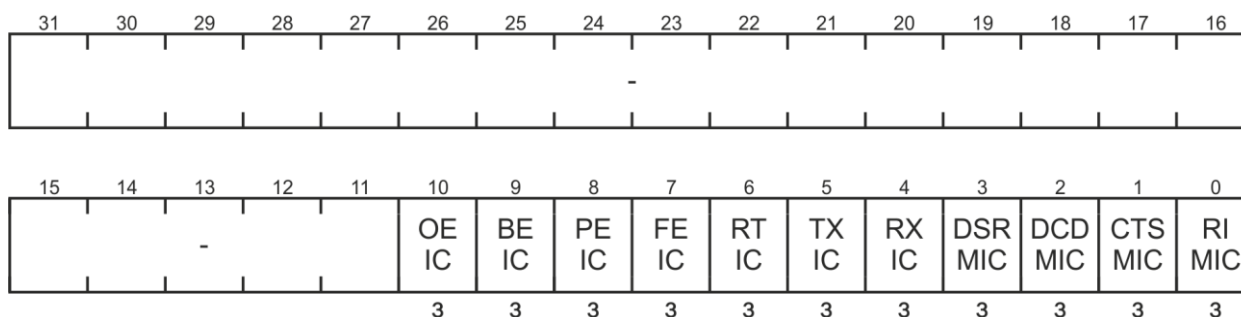 31 30 29 28 27 26 25 24 23 22 21 20 19 18 17 16
-
15 14 13 12 11 10 9 8 7 6 5 4 3 2 1 0
- OE BE PE FE RT TX RX DSR DCD CTS RI
IC IC IC IC IC IC IC MIC MIC MIC MIC
3 3 3 3 3 3 3 3 3 3 3